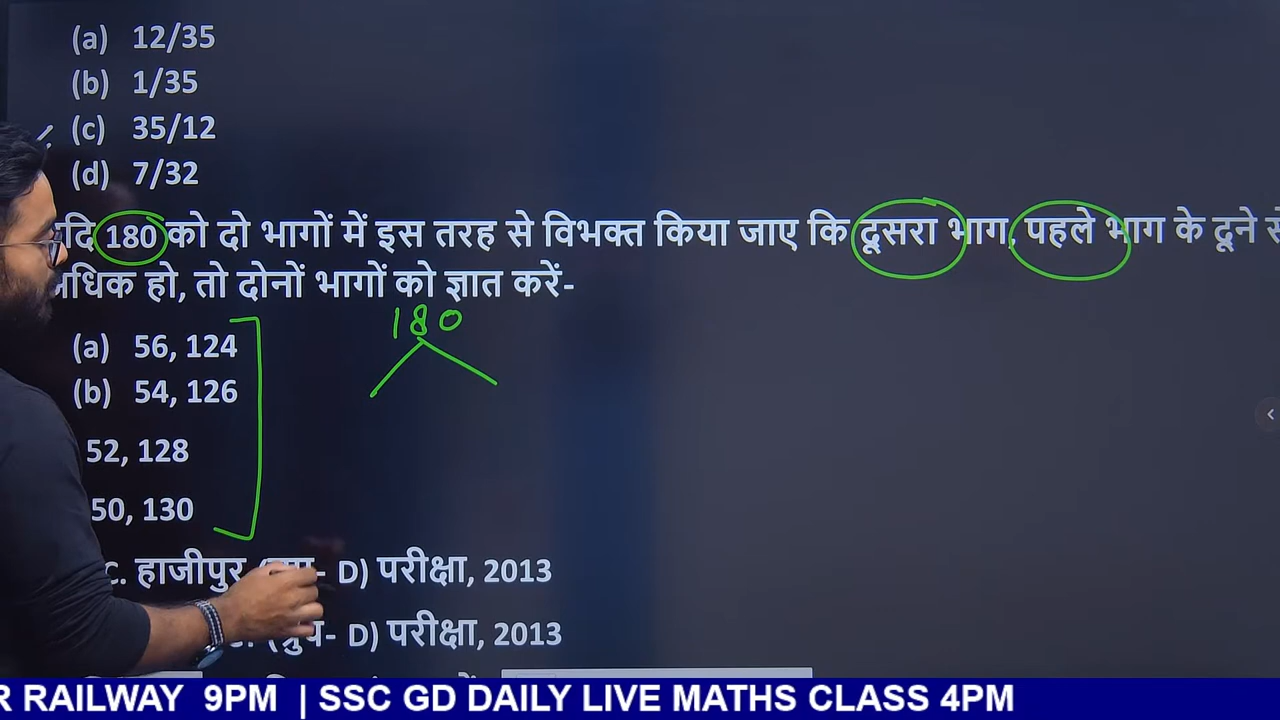 (a) 12/35
(b) 1/35
(c) 35/12
(d) 7/32
180 को दो भागों में इस तरह से विभक्त किया जाए कि दूसरा भाग, पहले भाग के दूने
हो, तो दोनों भागों को ज्ञात करें-
180
(a) 56, 124
(b) 54, 126
52, 128
50, 130
हाजीपुर D) परीक्षा, 2013
D) परीक्षा, 2013
R RAILWAY 9PM | SSC GD DAILY LIVE MATHS CLASS 4PM